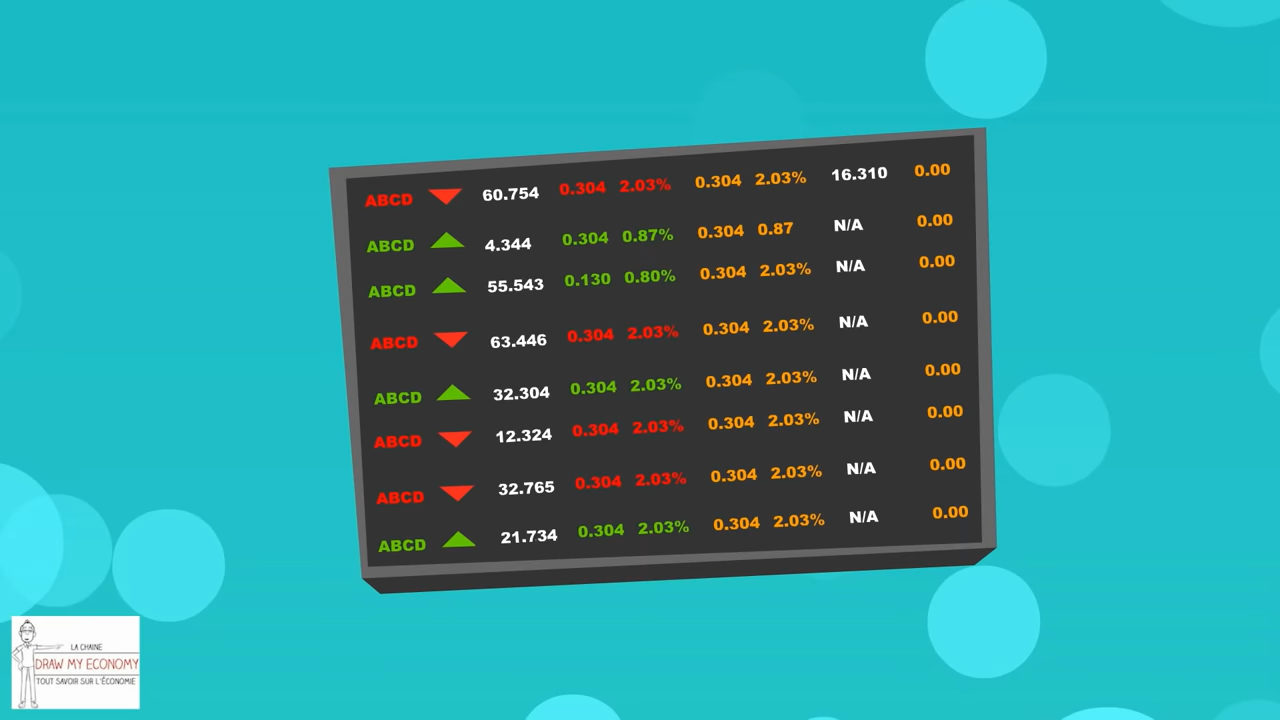 ABCD 60.754 0.304 2.03% 0.304 2.03% 16.310 0.00
ABCD 4.344 0.304 0.87% 0.304 0.87 N/A 0.00
ABCD 55.543 0.130 0.80% 0.304 2.03% N/A 0.00
ABCD 63.446 0.304 2.03% 0.304 2.03% N/A 0.00
ABCD 32.304 0.304 2.03% 0.304 2.03% N/A 0.00
ABCD 12.324 0.304 2.03% 0.304 2.03% N/A 0.00
ABCD 32.765 0.304 2.03% 0.304 2.03% N/A 0.00
ABCD 21.734 0.304 2.03% 0.304 2.03% N/A 0.00
LA CHAINE
DRAW MY ECONOMY
TOUT SAVOIR SUR L'ÉCONOMIE